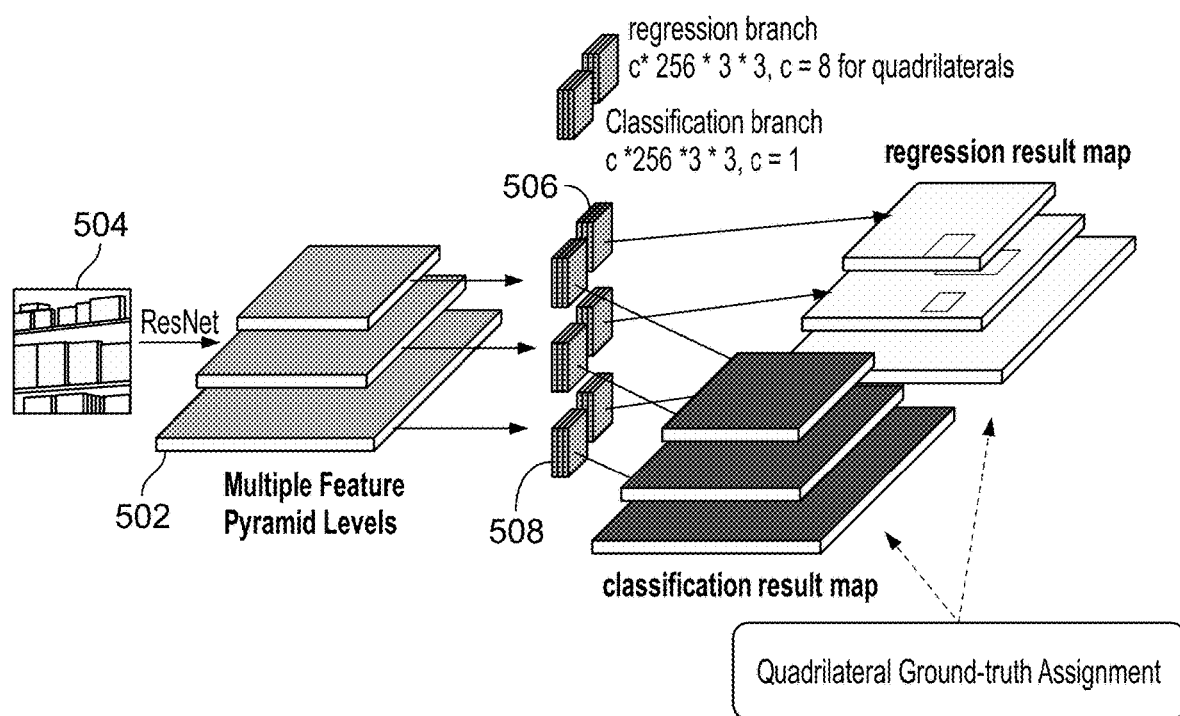 regression branch
c* 256 * 3 * 3, c = 8 for quadrilaterals
Classification branch
c *256 *3 * 3, c = 1
regression result map
506
504
ResNet
502
Multiple Feature
Pyramid Levels
508
classification result map
Quadrilateral Ground-truth Assignment